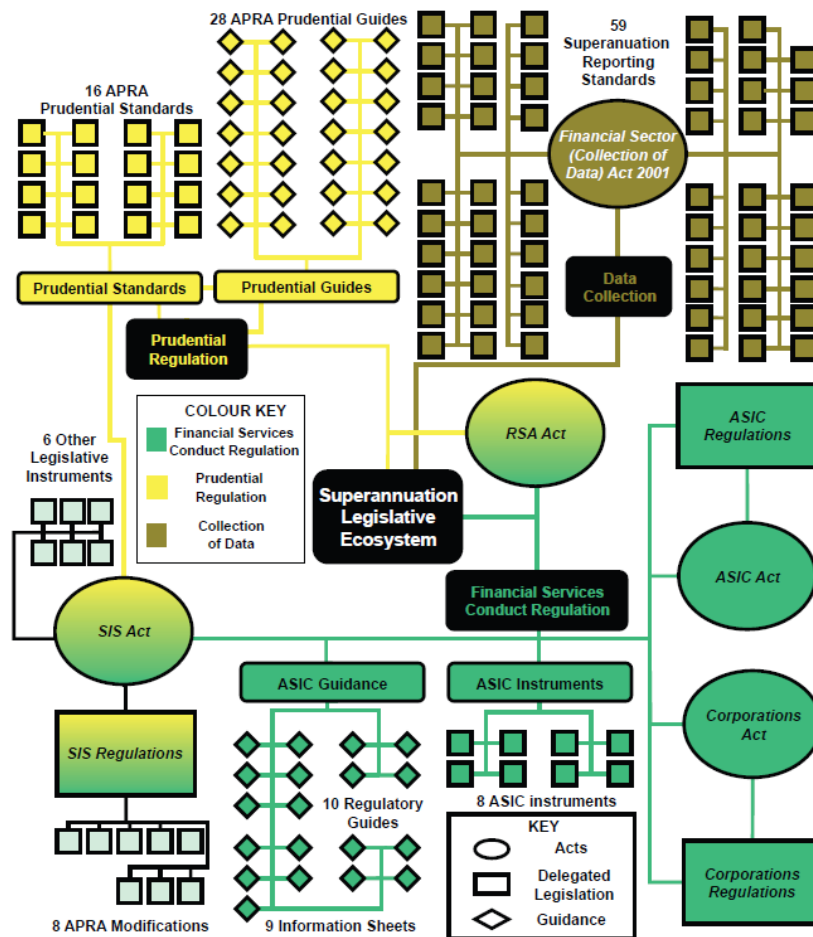 28 APRA Prudential Guides
59
Superanuation
Reporting
Standards
16 APRA
Prudential Standards
Financial Sector
(Collection of
Data) Act 2001
Prudential Standards
Prudential Guides
Data
Collection
Prudential
Regulation
COLOUR KEY
Financial Services
Conduct Regulation
Prudential
Regulation
Collection
of Data
RSA Act
ASIC
Regulations
6 Other
Legislative
Instruments
Superannuation
Legislative
Ecosystem
ASIC Act
Financial Services
Conduct Regulation
SIS Act
ASIC Guidance
ASIC Instruments
Corporations
Act
SIS Regulations
10 Regulatory
Guides
8 ASIC instruments
KEY
Acts
Delegated
Legislation
Guidance
Corporations
Regulations
8 APRA Modifications
9 Information Sheets